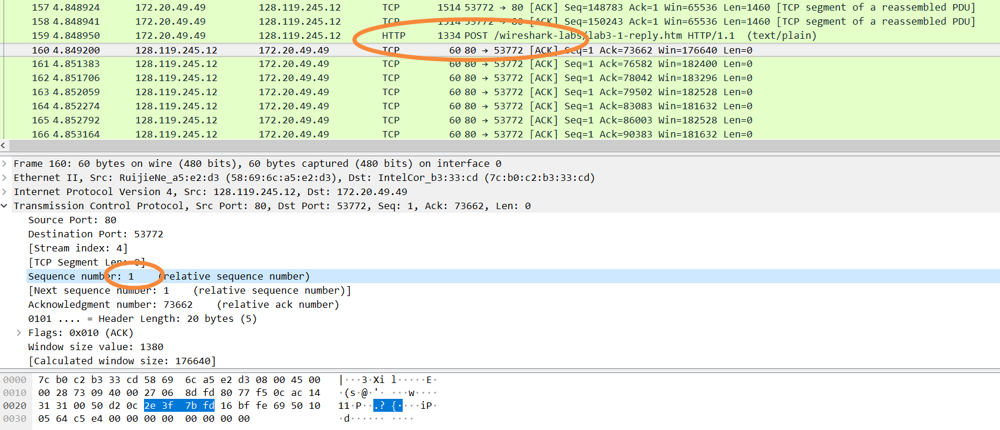 157 4.848924 172.20.49.49 128.119.245.12 TCP 1514 53772 → 80 [ACK] Seq=148783 Ack=1 Win=65536 Len=1460 [TCP segment of a reassembled PDU]
158 4.848941 172.20.49.49 128.119.245.12 TCP 1514 53772 → 80 [ACK] Seq=150243 Ack=1 Win=65536 Len=1460 [TCP segment of a reassembled PDU]
159 4.848950 172.20.49.49 128.119.245.12 HTTP 1334 POST /wireshark-labs/lab3-1-reply.htm HTTP/1.1 (text/plain)
160 4.849200 128.119.245.12 172.20.49.49 TCP 60 80 → 53772 [ACK] Seq=1 Ack=73662 Win=176640 Len=0
161 4.851383 128.119.245.12 172.20.49.49 TCP 60 80 → 53772 [ACK] Seq=1 Ack=76582 Win=182400 Len=0
162 4.851706 128.119.245.12 172.20.49.49 TCP 60 80 → 53772 [ACK] Seq=1 Ack=78042 Win=183296 Len=0
163 4.852059 128.119.245.12 172.20.49.49 TCP 60 80 → 53772 [ACK] Seq=1 Ack=79502 Win=182528 Len=0
164 4.852274 128.119.245.12 172.20.49.49 TCP 60 80 → 53772 [ACK] Seq=1 Ack=83083 Win=181632 Len=0
165 4.852792 128.119.245.12 172.20.49.49 TCP 60 80 → 53772 [ACK] Seq=1 Ack=86003 Win=182528 Len=0
166 4.853164 128.119.245.12 172.20.49.49 TCP 60 80 → 53772 [ACK] Seq=1 Ack=90383 Win=181632 Len=0
Frame 160: 60 bytes on wire (480 bits), 60 bytes captured (480 bits) on interface 0
Ethernet II, Src: RuijieNe_a5:e2:d3 (58:69:6c:a5:e2:d3), Dst: IntelCor_b3:33:cd (7c:b0:c2:b3:33:cd)
Internet Protocol Version 4, Src: 128.119.245.12, Dst: 172.20.49.49
Transmission Control Protocol, Src Port: 80, Dst Port: 53772, Seq: 1, Ack: 73662, Len: 0
Source Port: 80
Destination Port: 53772
[Stream index: 4]
[TCP Segment Len: 0]
Sequence number: 1 (relative sequence number)
[Next sequence number: 1 (relative sequence number)]
Acknowledgment number: 73662 (relative ack number)
0101 .... = Header Length: 20 bytes (5)
Flags: 0x010 (ACK)
Window size value: 1380
[Calculated window size: 176640]
0000 7c b0 c2 b3 33 cd 58 69 6c a5 e2 d3 08 00 45 00 |···3·Xi l·····E·
0010 00 28 73 09 40 00 27 06 8d fd 80 77 f5 0c ac 14 ·(s·@·'· ···w····
0020 31 31 00 50 d2 0c 2e 3f 7b fd 16 bf fe 69 50 10 11·P··.? {····iP·
0030 05 64 c5 e4 00 00 00 00 00 00 00 00 ·d······ ····